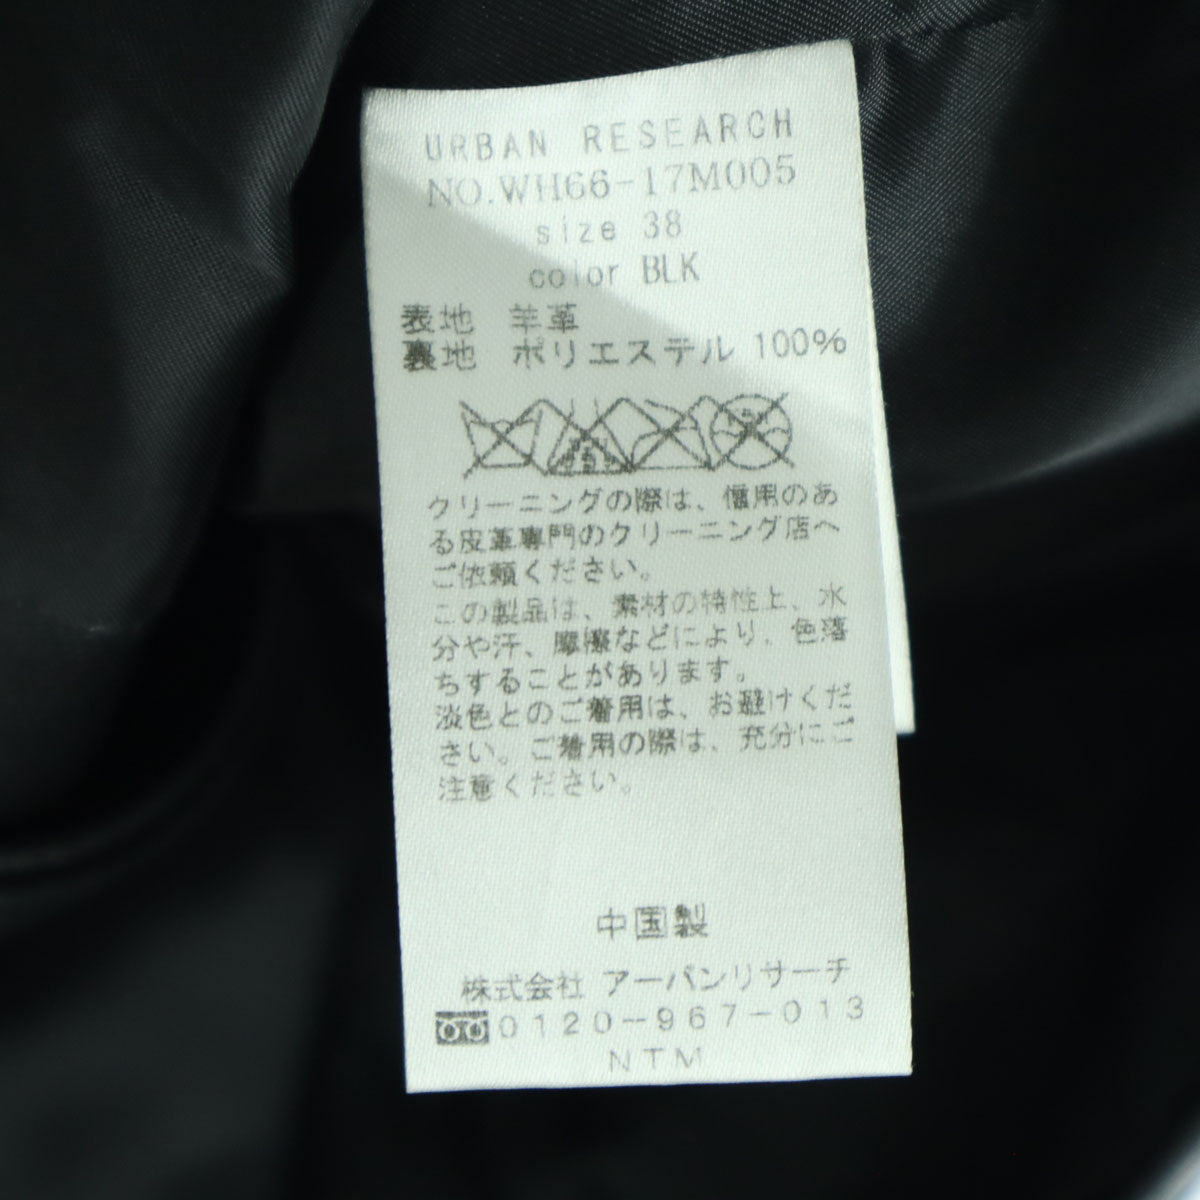 URBAN RESEARCH
NO.WH66-17M005
size 38
color BLK
表地 羊革
裏地 ポリエステル 100%
クリーニングの際は、信用のあ
る皮革専門のクリーニング店へ
ご依頼ください。
この製品は、素材の特性上、水
分や汗、摩擦などにより、色落
ちすることがあります。
淡色とのご着用は、お避けくだ
さい。ご着用の際は、充分にご
注意ください。
中国製
株式会社 アーバンリサーチ
0120-967-013
NTM